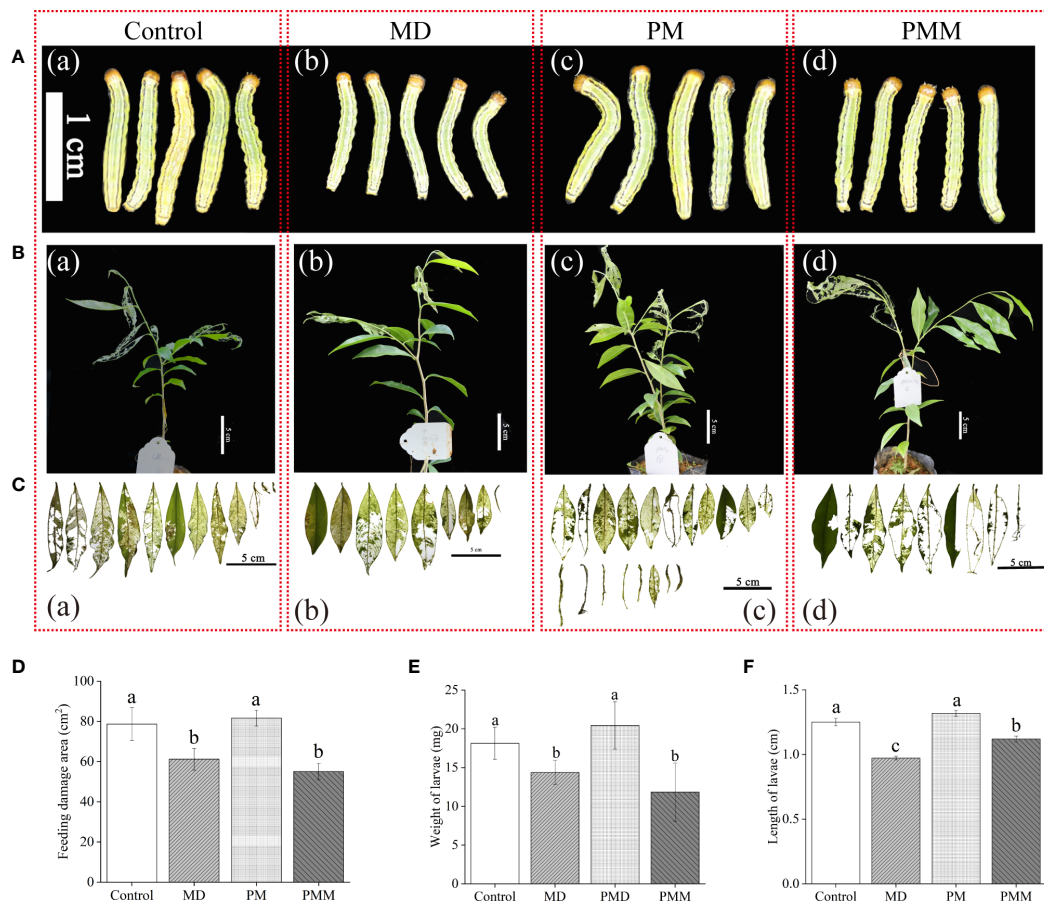 Control MD PM PMM
A
(a) (b) (c) (d)
1 cm
B
(a) (b) (c) (d)
5 cm 5 cm 5 cm 5 cm
C
5 cm 5 cm 5 cm 5 cm
(a) (b) (c) (d)
D
Feeding damage area (cm²)
100
80
60
40
20
0
a b a b
Control MD PM PMM
E
Weight of larvae (mg)
25
20
15
10
5
0
a b a b
Control MD PMD PMM
F
Length of lavae (cm)
1.5
1.0
0.5
0.0
a c a b
Control MD PM PMM